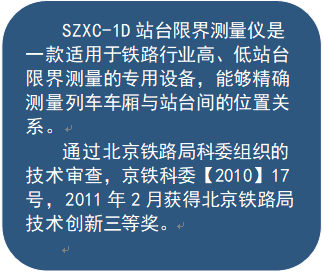 SZXC-1D 站台限界测量仪是
一款适用于铁路行业高、低站台
限界测量的专用设备，能够精确
测量列车车厢与站台间的位置关
系。
通过北京铁路局科委组织的
技术审查，京铁科委【2010】17
号，2011 年 2 月获得北京铁路局
技术创新三等奖。